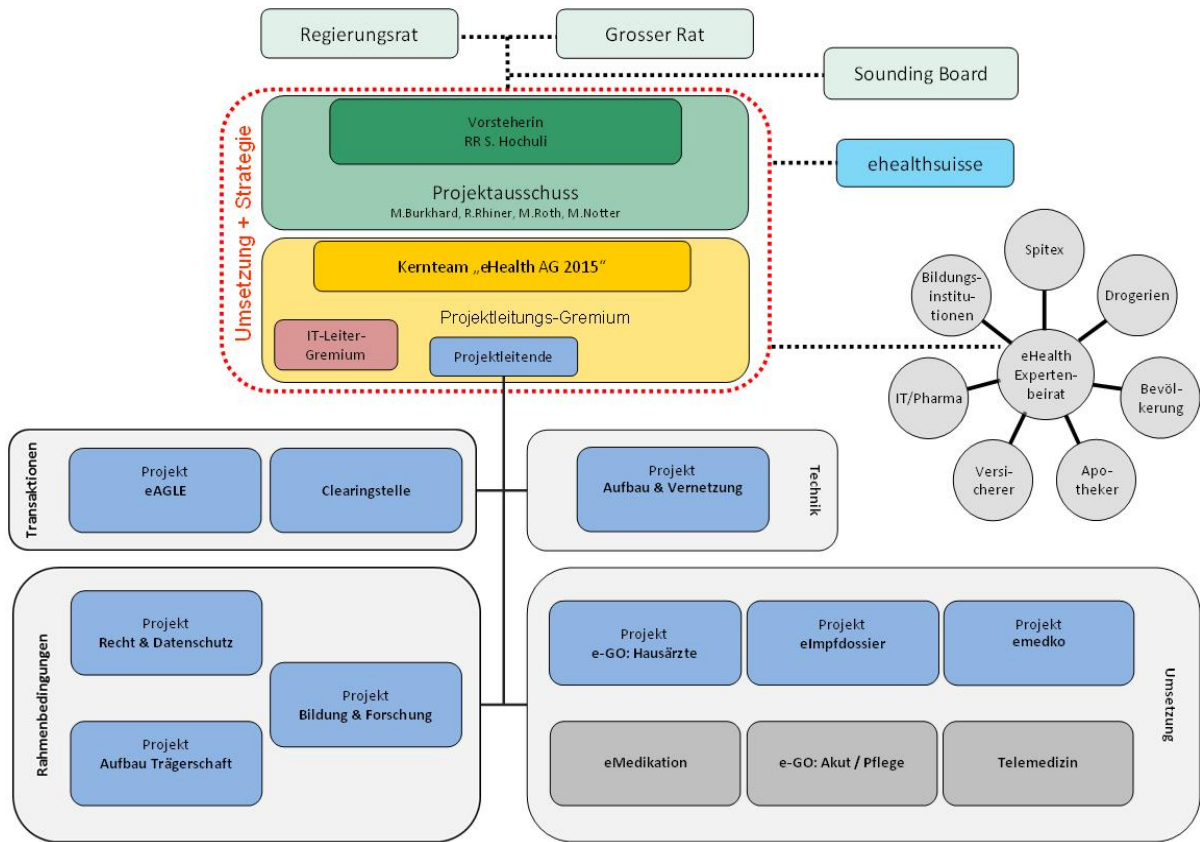 Regierungsrat
Grosser Rat
Sounding Board
Umsetzung + Strategie
Vorsteherin
RR S. Hochuli
Projektausschuss
M.Burkhard, R.Rhiner, M.Roth, M.Notter
ehealthsuisse
Kernteam „eHealth AG 2015“
Projektleitungs-Gremium
IT-Leiter-
Gremium
Projektleitende
Spitex
Bildungs-
institu-
tionen
Drogerien
eHealth
Experten-
beirat
IT/Pharma
Bevöl-
kerung
Versi-
cherer
Apo-
theker
Transaktionen
Projekt
eAGLE
Clearingstelle
Projekt
Aufbau & Vernetzung
Technik
Rahmenbedingungen
Projekt
Recht & Datenschutz
Projekt
Bildung & Forschung
Projekt
Aufbau Trägerschaft
Projekt
e-GO: Hausärzte
Projekt
eImpfdossier
Projekt
emedko
Umsetzung
eMedikation
e-GO: Akut / Pflege
Telemedizin